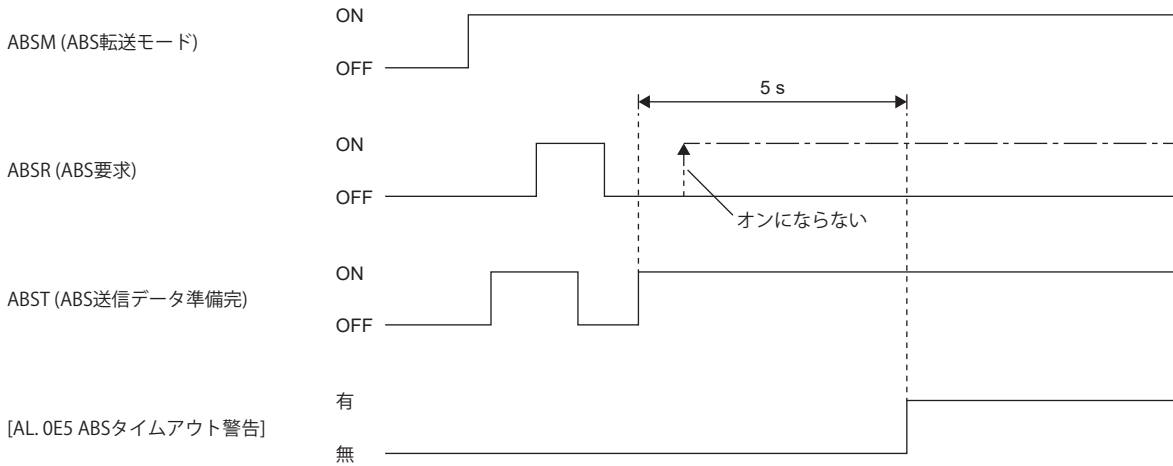 ON
ABSM (ABS転送モード)
OFF
5 s
ON
ABSR (ABS要求)
OFF
オンにならない
ON
ABST (ABS送信データ準備完)
OFF
有
[AL. 0E5 ABSタイムアウト警告]
無